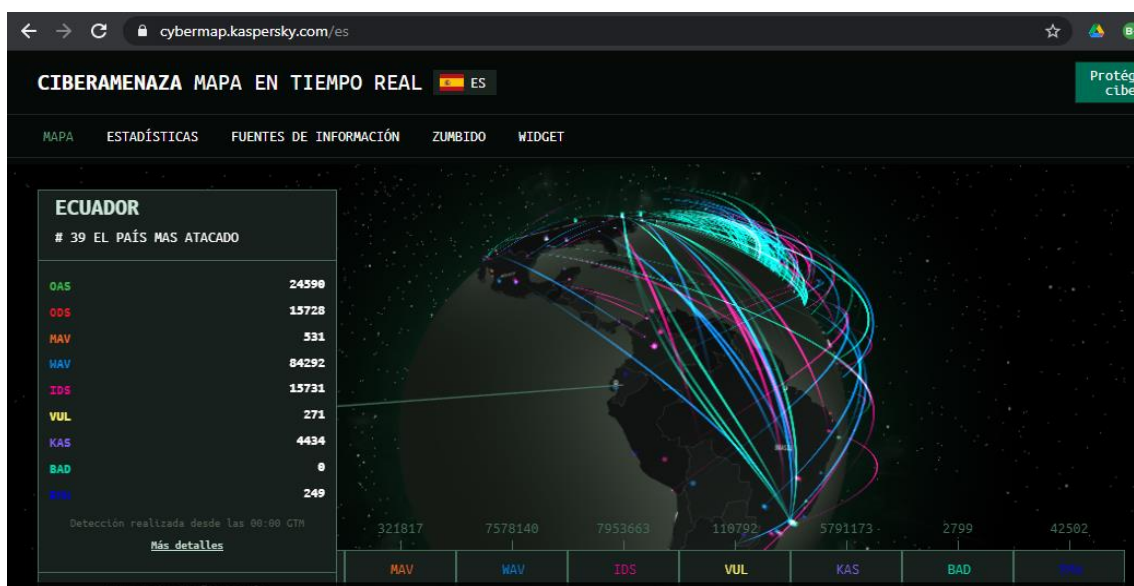 cybermap.kaspersky.com/es
CIBERAMENAZA MAPA EN TIEMPO REAL ES
Protég
cibe
MAPA ESTADÍSTICAS FUENTES DE INFORMACIÓN ZUMBIDO WIDGET
ECUADOR
# 39 EL PAÍS MAS ATACADO
OAS 24590
ODS 15728
MAV 531
WAV 84292
IDS 15731
VUL 271
KAS 4434
BAD 0
249
Detección realizada desde las 00:00 GTM
Más detalles
BRASIL
321817 7578140 7953663 110792 5791173 2799 42502
MAV WAV IDS VUL KAS BAD